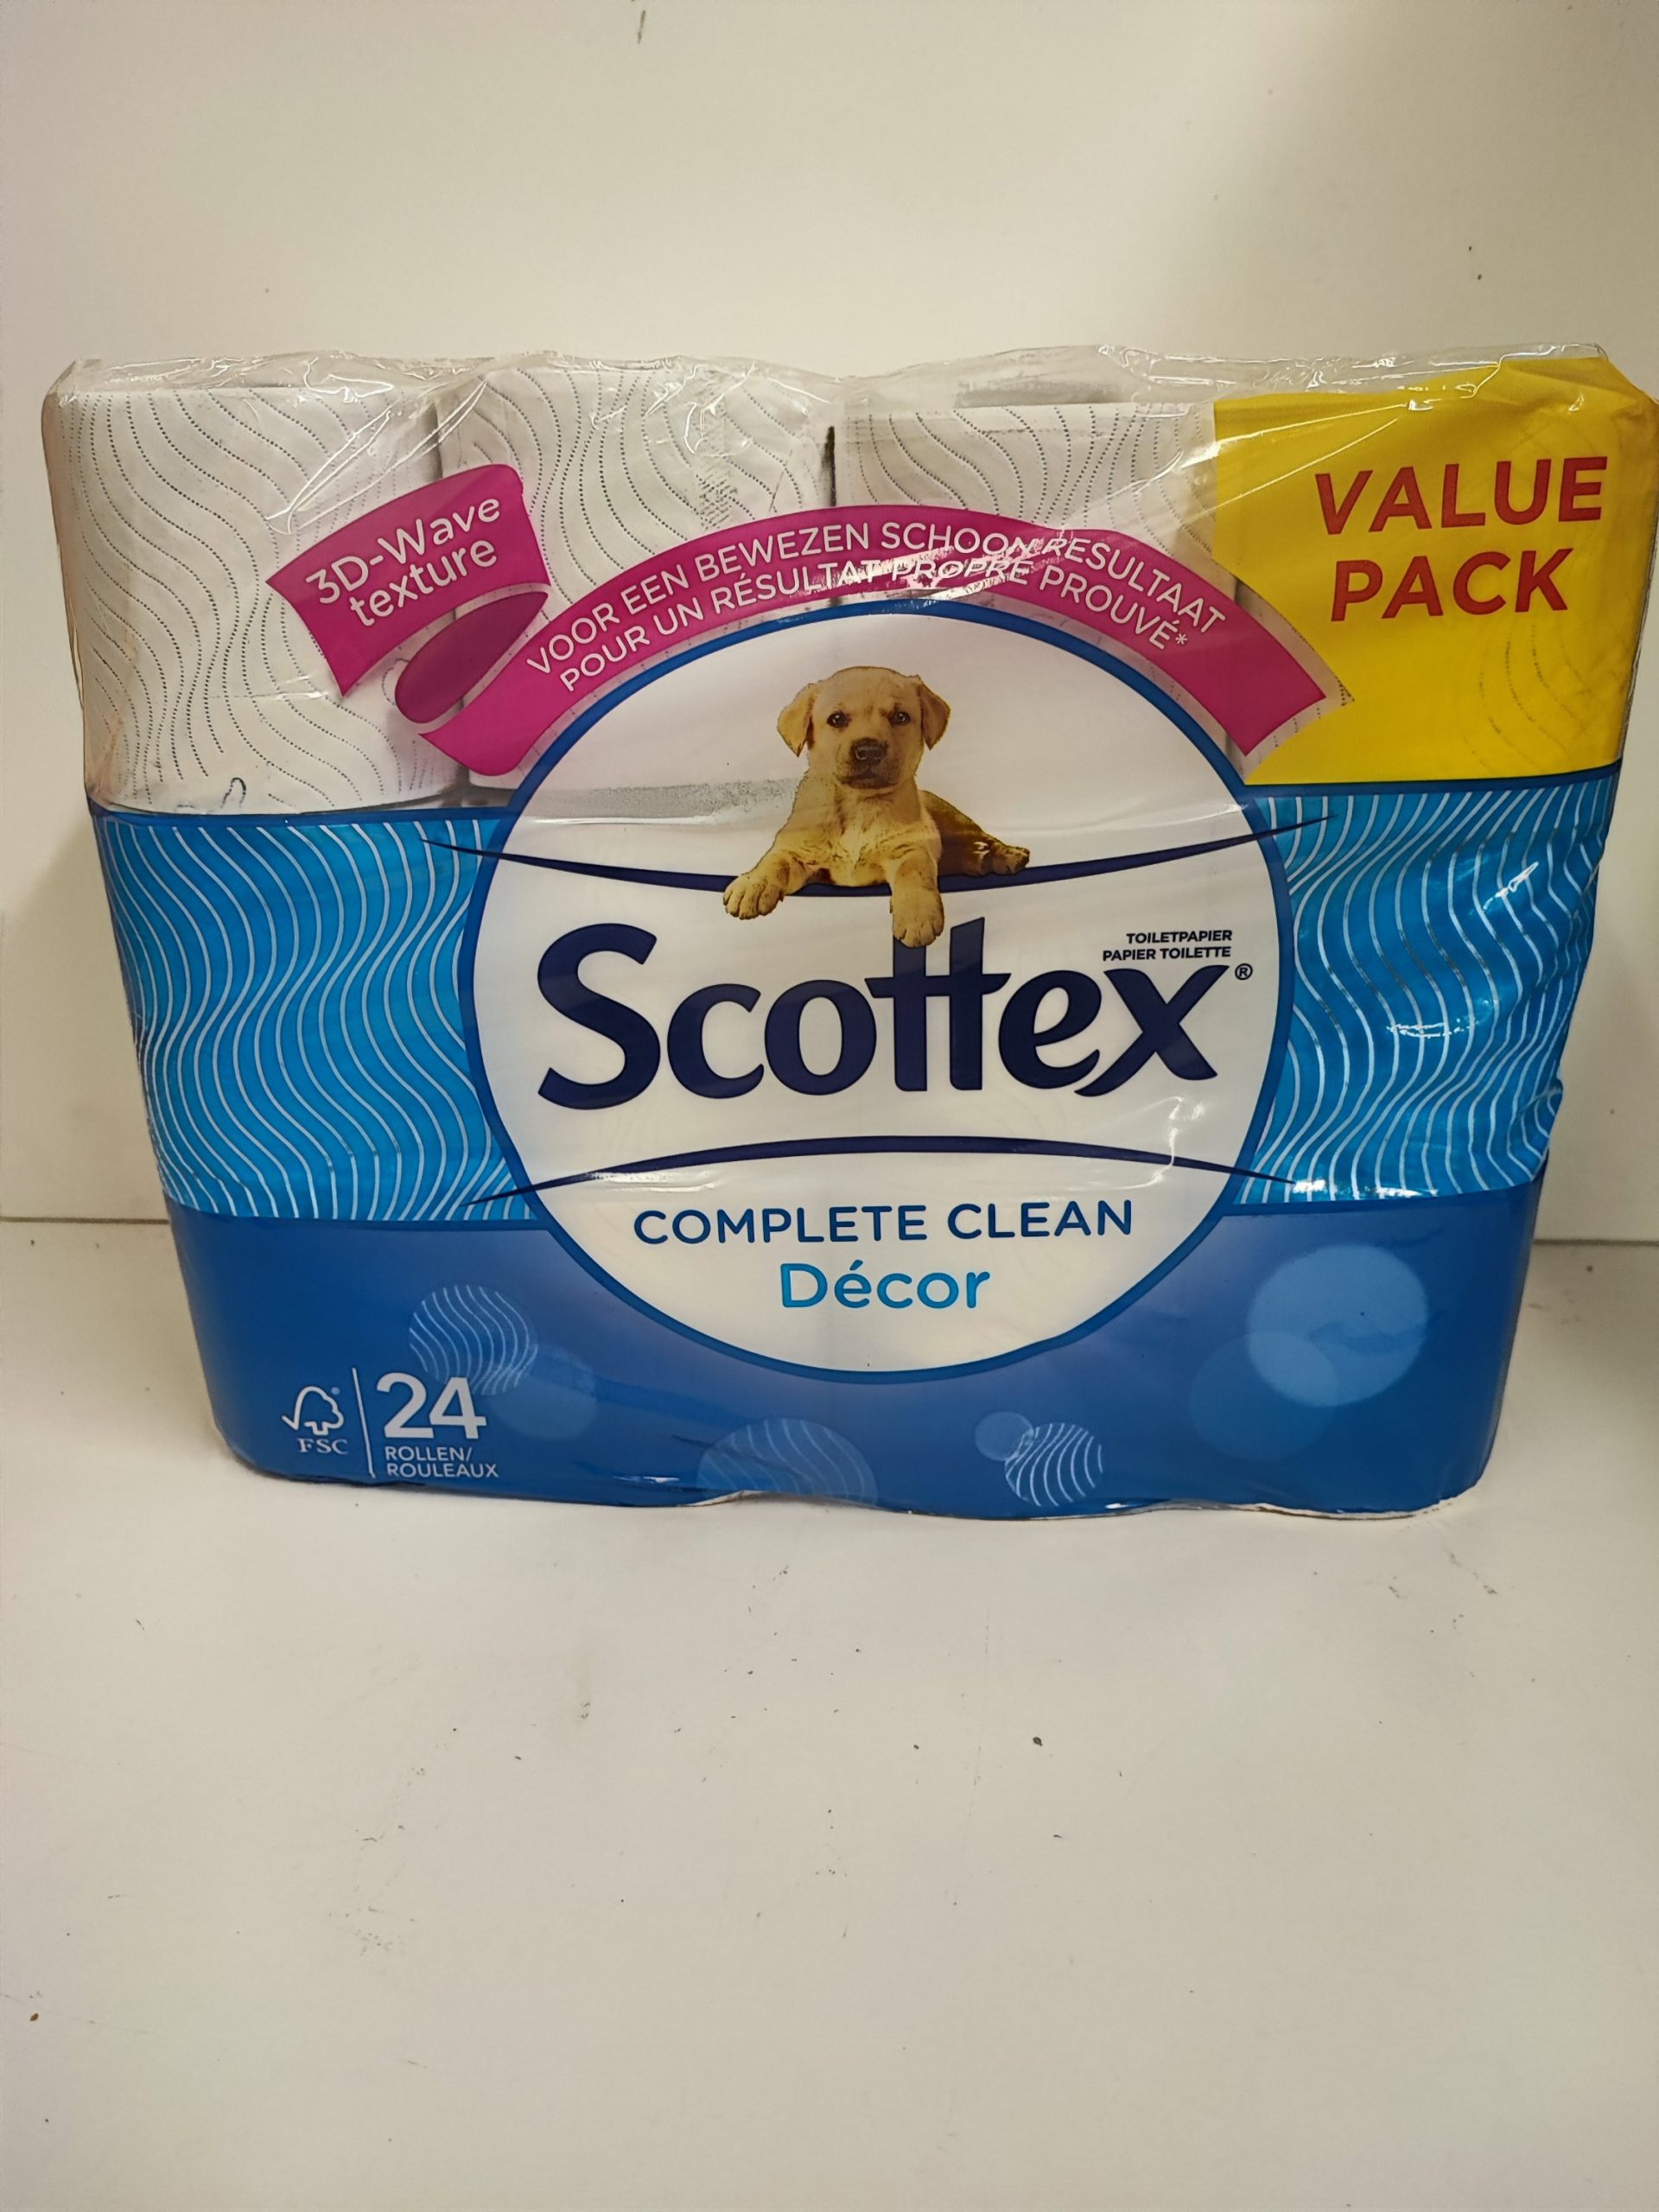 VALUE
PACK
3D-Wave
texture
VOOR EEN BEWEZEN SCHOON RESULTAAT
POUR UN RÉSULTAT PROPRE PROUVÉ*
TOILETPAPIER
PAPIER TOILETTE
Scottex®
COMPLETE CLEAN
Décor
FSC®
24
ROLLEN/
ROULEAUX